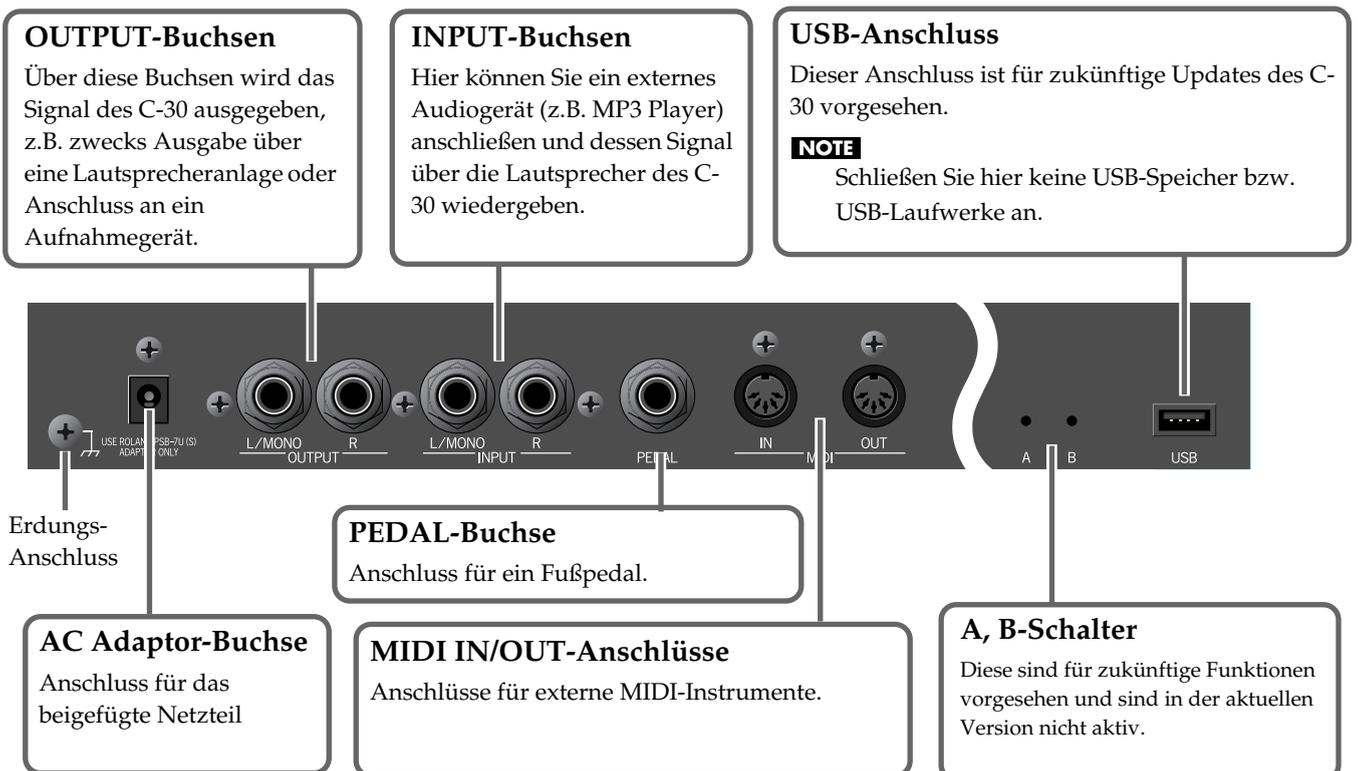 OUTPUT-Buchsen
Über diese Buchsen wird das
Signal des C-30 ausgegeben,
z.B. zwecks Ausgabe über
eine Lautsprecheranlage oder
Anschluss an ein
Aufnahmegerät.
INPUT-Buchsen
Hier können Sie ein externes
Audiogerät (z.B. MP3 Player)
anschließen und dessen Signal
über die Lautsprecher des C-
30 wiedergeben.
USB-Anschluss
Dieser Anschluss ist für zukünftige Updates des C-
30 vorgesehen.
NOTE
Schließen Sie hier keine USB-Speicher bzw.
USB-Laufwerke an.
USE ROLAND PSB-7U (S)
ADAPTOR ONLY
L/MONO R
OUTPUT
L/MONO R
INPUT
PEDAL
IN OUT
MIDI
A B
USB
Erdungs-
Anschluss
PEDAL-Buchse
Anschluss für ein Fußpedal.
AC Adaptor-Buchse
Anschluss für das
beigefügte Netzteil
MIDI IN/OUT-Anschlüsse
Anschlüsse für externe MIDI-Instrumente.
A, B-Schalter
Diese sind für zukünftige Funktionen
vorgesehen und sind in der aktuellen
Version nicht aktiv.